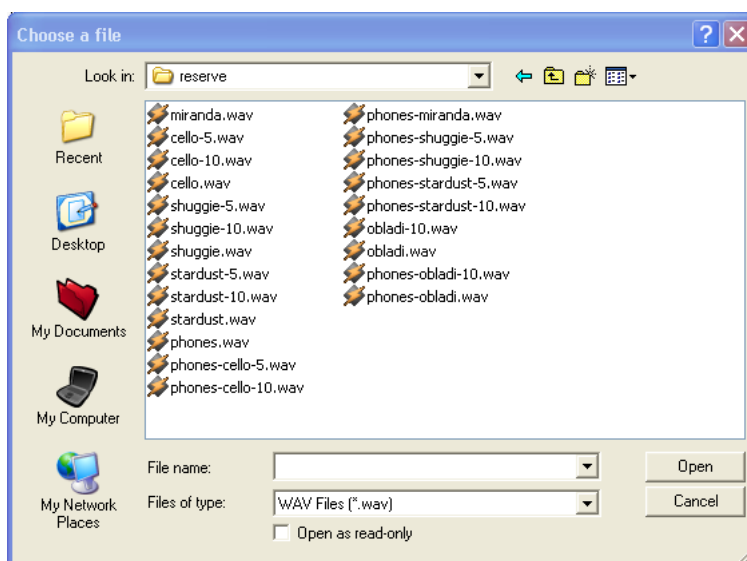 Choose a file
Look in: reserve
Recent
Desktop
My Documents
My Computer
My Network
Places
miranda.wav
cello-5.wav
cello-10.wav
cello.wav
shuggie-5.wav
shuggie-10.wav
shuggie.wav
stardust-5.wav
stardust-10.wav
stardust.wav
phones.wav
phones-cello-5.wav
phones-cello-10.wav
phones-miranda.wav
phones-shuggie-5.wav
phones-shuggie-10.wav
phones-stardust-5.wav
phones-stardust-10.wav
obladi-10.wav
obladi.wav
phones-obladi-10.wav
phones-obladi.wav
File name:
Open
Files of type: WAV Files (*.wav)
Cancel
Open as read-only